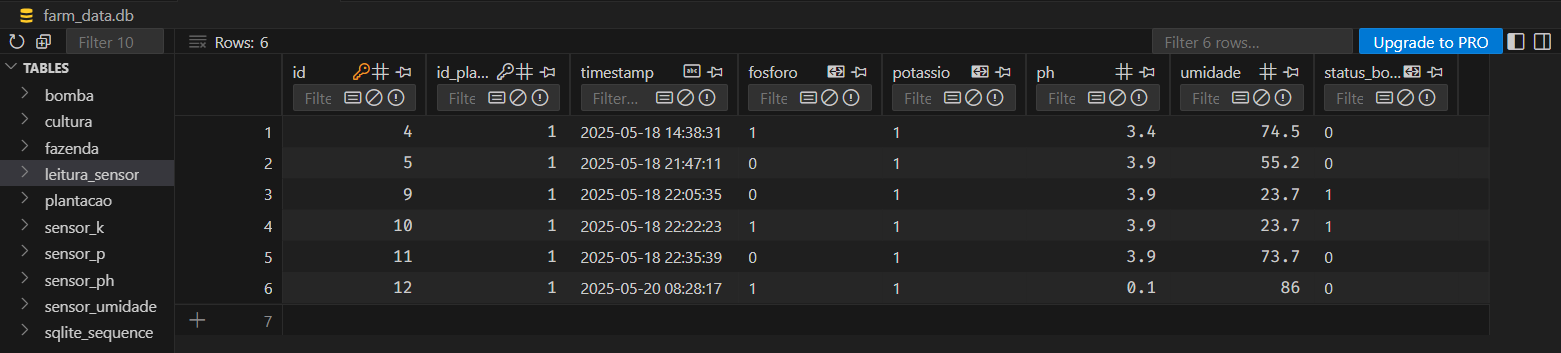 farm_data.db
Filter 10 Rows: 6 Filter 6 rows... Upgrade to PRO
TABLES
bomba
cultura
fazenda
leitura_sensor
plantacao
sensor_k
sensor_p
sensor_ph
sensor_umidade
sqlite_sequence
id id_pla... timestamp fosforo potassio ph umidade status_bo...
Filte Filte Filter... Filter Filter Filte Filte Filter
1 4 1 2025-05-18 14:38:31 1 1 3.4 74.5 0
2 5 1 2025-05-18 21:47:11 0 1 3.9 55.2 0
3 9 1 2025-05-18 22:05:35 0 1 3.9 23.7 1
4 10 1 2025-05-18 22:22:23 1 1 3.9 23.7 1
5 11 1 2025-05-18 22:35:39 0 1 3.9 73.7 0
6 12 1 2025-05-20 08:28:17 1 1 0.1 86 0
7